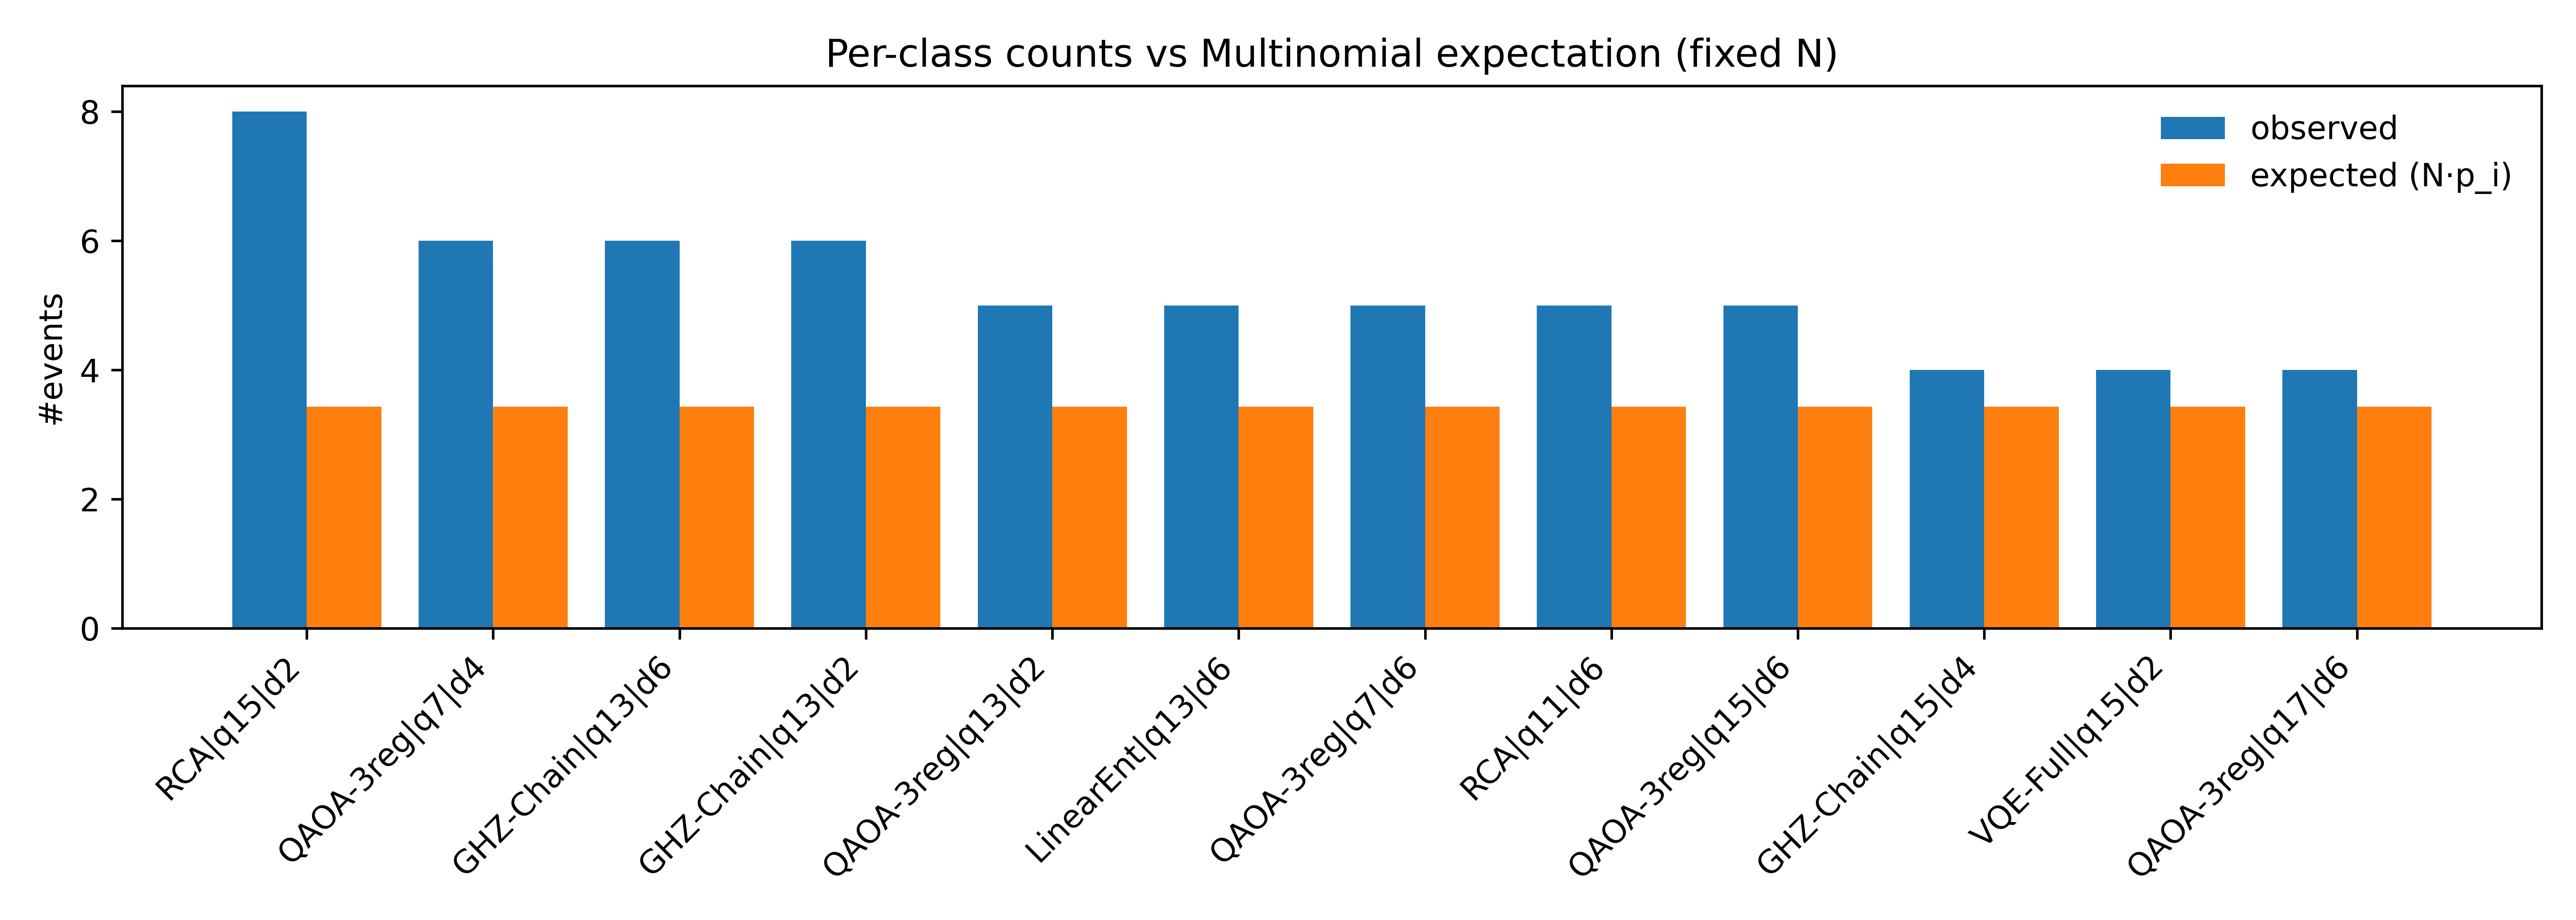 Per-class counts vs Multinomial expectation (fixed N)
observed
expected (N·p_i)
#events
8
6
4
2
0
RCA|q15|d2
QAOA-3reg|q7|d4
GHZ-Chain|q13|d6
GHZ-Chain|q13|d2
QAOA-3reg|q13|d2
LinearEnt|q13|d6
QAOA-3reg|q7|d6
RCA|q11|d6
QAOA-3reg|q15|d6
GHZ-Chain|q15|d4
VQE-Full|q15|d2
QAOA-3reg|q17|d6